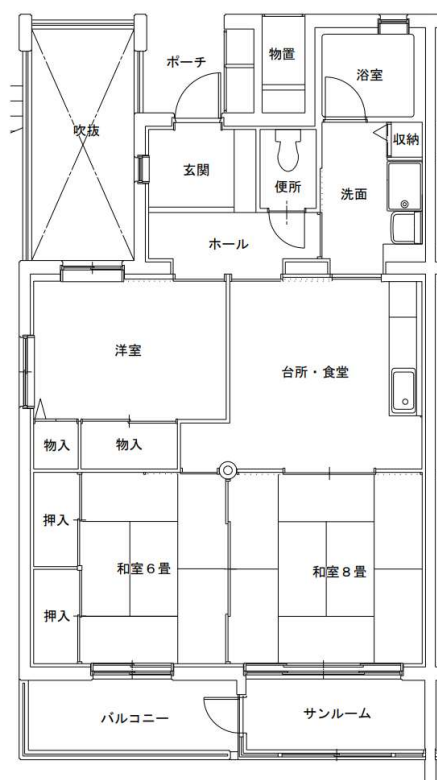 物置
ポーチ
浴室
吹抜
収納
玄関
便所
洗面
ホール
洋室
台所・食堂
物入
物入
押入
和室6畳
和室8畳
押入
バルコニー
サンルーム